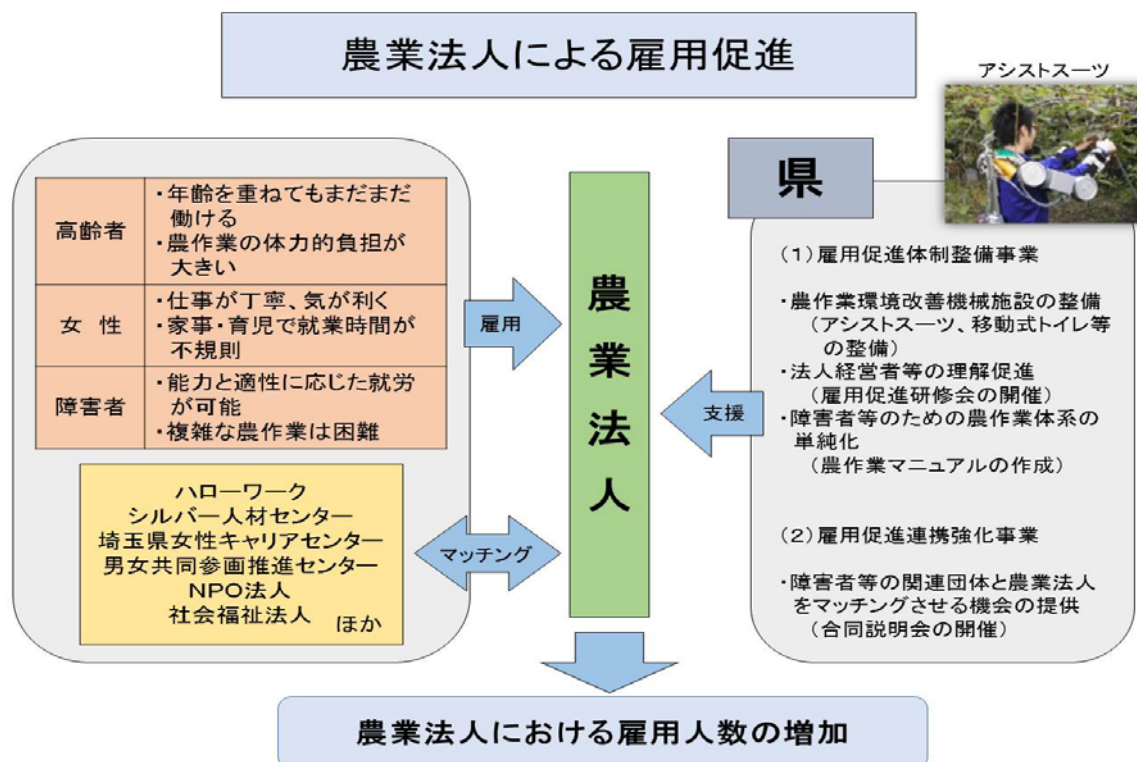 農業法人による雇用促進
アシストスーツ
高齢者
・年齢を重ねてもまだまだ
働ける
・農作業の体力的負担が
大きい
女 性
・仕事が丁寧、気が利く
・家事・育児で就業時間が
不規則
障害者
・能力と適性に応じた就労
が可能
・複雑な農作業は困難
ハローワーク
シルバー人材センター
埼玉県女性キャリアセンター
男女共同参画推進センター
NPO法人
社会福祉法人
ほか
雇用
マッチング
農業法人
支援
県
(1)雇用促進体制整備事業
・農作業環境改善機械施設の整備
(アシストスーツ、移動式トイレ等
の整備)
・法人経営者等の理解促進
(雇用促進研修会の開催)
・障害者等のための農作業体系の
単純化
(農作業マニュアルの作成)
(2)雇用促進連携強化事業
・障害者等の関連団体と農業法人
をマッチングさせる機会の提供
(合同説明会の開催)
農業法人における雇用人数の増加